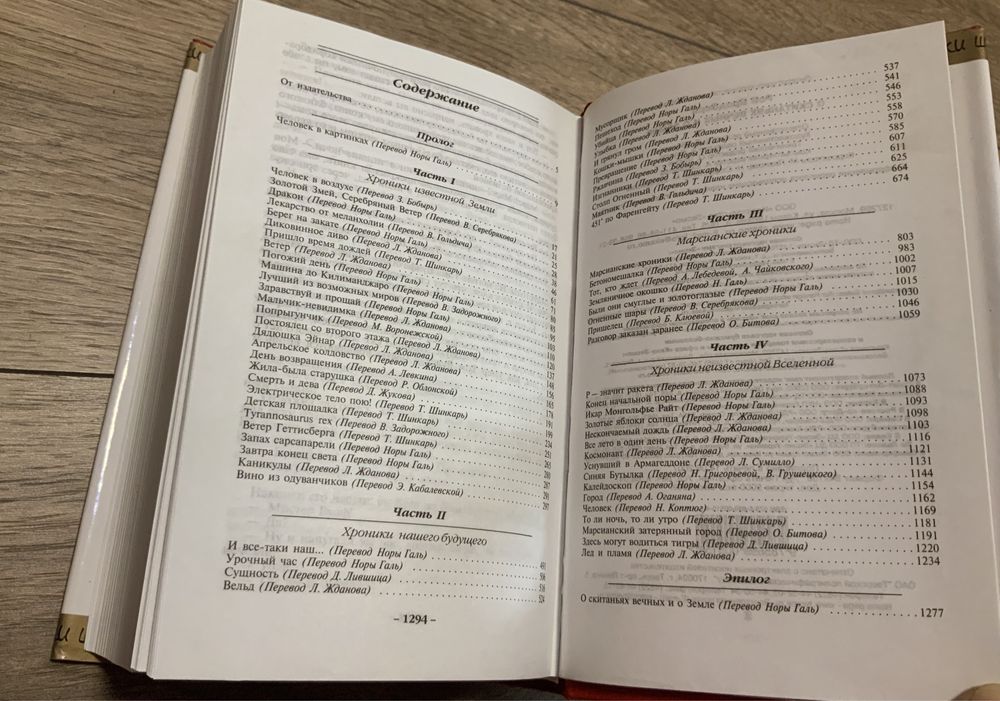 Содержание
От издательства
Пролог
Человек в картинках (Перевод Норы Галь) 5
Часть I
Хроники известной Земли 9
Человек в воздухе (Перевод З. Бобырь)
Золотой Змей, Серебряный Ветер (Перевод В. Серебрякова)
Дракон (Перевод Норы Галь) 17
Лекарство от меланхолии (Перевод В. Гольдича) 21
Берег на закате (Перевод Норы Галь) 25
Диковинное диво (Перевод Л. Жданова)
Пришло время дождей (Перевод Т. Шинкарь)
Ветер (Перевод Л. Жданова)
Погожий день (Перевод Норы Галь)
Машина до Килиманджаро (Перевод Норы Галь)
Лучший из возможных миров (Перевод В. Задорожного)
Здравствуй и прощай (Перевод Норы Галь)
Мальчик-невидимка (Перевод Л. Жданова)
Попрыгунчик (Перевод М. Воронежской)
Постоялец со второго этажа (Перевод Л. Жданова)
Дядюшка Эйнар (Перевод Л. Жданова)
Апрельское колдовство (Перевод Л. Жданова)
День возвращения (Перевод А. Левкина)
Жила-была старушка (Перевод Р. Облонской)
Смерть и дева (Перевод Д. Жукова)
Электрическое тело пою! (Перевод Т. Шинкарь)
Детская площадка (Перевод Т. Шинкарь)
Tyrannosaurus rex (Перевод В. Задорожного)
Ветер Геттисберга (Перевод Т. Шинкарь)
Запах сарсапарели (Перевод Норы Галь)
Завтра конец света (Перевод Норы Галь)
Каникулы (Перевод Л. Жданова) 287
Вино из одуванчиков (Перевод Э. Кабалевской) 297
Часть II
Хроники нашего будущего
И все-таки наш... (Перевод Норы Галь) 491
Урочный час (Перевод Норы Галь) 506
Сущность (Перевод Д. Лившица) 516
Вельд (Перевод Л. Жданова) 524
– 1294 –
Мусорщик (Перевод Л. Жданова) 537
Пешеход (Перевод Норы Галь) 541
Убийца (Перевод Норы Галь) 546
Улыбка (Перевод Л. Жданова) 553
И грянул гром (Перевод Л. Жданова) 558
Кошки-мышки (Перевод Норы Галь) 570
Превращение (Перевод Норы Галь) 585
Ржавчина (Перевод З. Бобырь) 607
Изгнанники (Перевод Т. Шинкарь) 611
Столп Огненный (Перевод Т. Шинкарь) 625
Маятник (Перевод В. Гольдича) 664
451° по Фаренгейту (Перевод Т. Шинкарь) 674
Часть III
Марсианские хроники
Марсианские хроники (Перевод Л. Жданова) 803
Бетономешалка (Перевод Норы Галь) 983
Тот, кто ждет (Перевод А. Лебедевой, А. Чайковского) 1002
Земляничное окошко (Перевод Н. Галь) 1007
Были они смуглые и золотоглазые (Перевод Норы Галь) 1015
Огненные шары (Перевод В. Серебрякова) 1030
Пришелец (Перевод Б. Клюевой) 1046
Разговор заказан заранее (Перевод О. Битова) 1059
Часть IV
Хроники неизвестной Вселенной
Р – значит ракета (Перевод Л. Жданова) 1073
Конец начальной поры (Перевод Норы Галь) 1088
Икар Монгольфье Райт (Перевод Норы Галь) 1093
Золотые яблоки солнца (Перевод Л. Жданова) 1098
Нескончаемый дождь (Перевод Л. Жданова) 1103
Все лето в один день (Перевод Норы Галь) 1116
Космонавт (Перевод Л. Жданова) 1121
Уснувший в Армагеддоне (Перевод Л. Сумилло) 1131
Синяя Бутылка (Перевод Н. Григорьевой, В. Грушецкого) 1144
Калейдоскоп (Перевод Норы Галь) 1154
Город (Перевод А. Оганяна) 1162
Человек (Перевод Н. Коптюг) 1169
То ли ночь, то ли утро (Перевод Т. Шинкарь) 1181
Марсианский затерянный город (Перевод О. Битова) 1191
Здесь могут водиться тигры (Перевод Д. Лившица) 1220
Лед и пламя (Перевод Л. Жданова) 1234
Эпилог
О скитаньях вечных и о Земле (Перевод Норы Галь) 1277